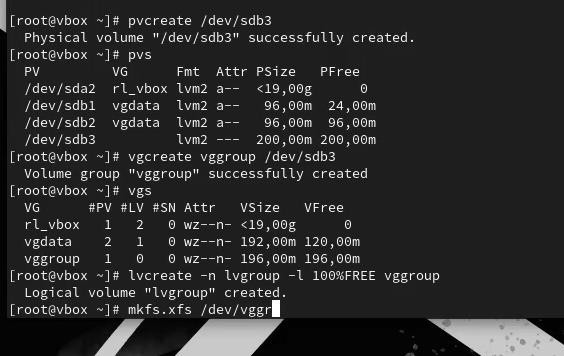 [root@vbox ~]# pvcreate /dev/sdb3
  Physical volume "/dev/sdb3" successfully created.
[root@vbox ~]# pvs
  PV         VG      Fmt  Attr PSize   PFree
  /dev/sda2  rl_vbox lvm2 a--  <19,00g      0
  /dev/sdb1  vgdata  lvm2 a--   96,00m  24,00m
  /dev/sdb2  vgdata  lvm2 a--   96,00m  96,00m
  /dev/sdb3          lvm2 ---  200,00m 200,00m
[root@vbox ~]# vgcreate vggroup /dev/sdb3
  Volume group "vggroup" successfully created
[root@vbox ~]# vgs
  VG      #PV #LV #SN Attr   VSize   VFree
  rl_vbox   1   2   0 wz--n- <19,00g      0
  vgdata    2   1   0 wz--n- 192,00m 120,00m
  vggroup   1   0   0 wz--n- 196,00m 196,00m
[root@vbox ~]# lvcreate -n lvgroup -l 100%FREE vggroup
  Logical volume "lvgroup" created.
[root@vbox ~]# mkfs.xfs /dev/vggr